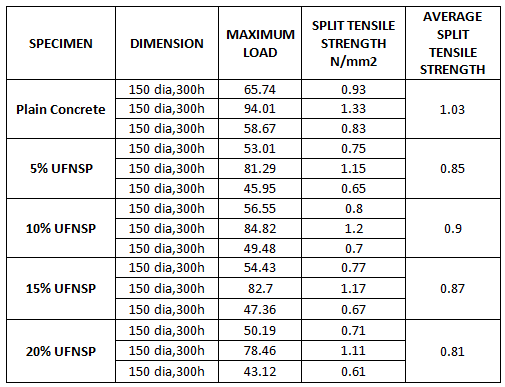 SPECIMEN DIMENSION MAXIMUM LOAD SPLIT TENSILE STRENGTH N/mm2 AVERAGE SPLIT TENSILE STRENGTH
Plain Concrete 150 dia,300h 65.74 0.93 1.03
150 dia,300h 94.01 1.33
150 dia,300h 58.67 0.83
5% UFNSP 150 dia,300h 53.01 0.75 0.85
150 dia,300h 81.29 1.15
150 dia,300h 45.95 0.65
10% UFNSP 150 dia,300h 56.55 0.8 0.9
150 dia,300h 84.82 1.2
150 dia,300h 49.48 0.7
15% UFNSP 150 dia,300h 54.43 0.77 0.87
150 dia,300h 82.7 1.17
150 dia,300h 47.36 0.67
20% UFNSP 150 dia,300h 50.19 0.71 0.81
150 dia,300h 78.46 1.11
150 dia,300h 43.12 0.61